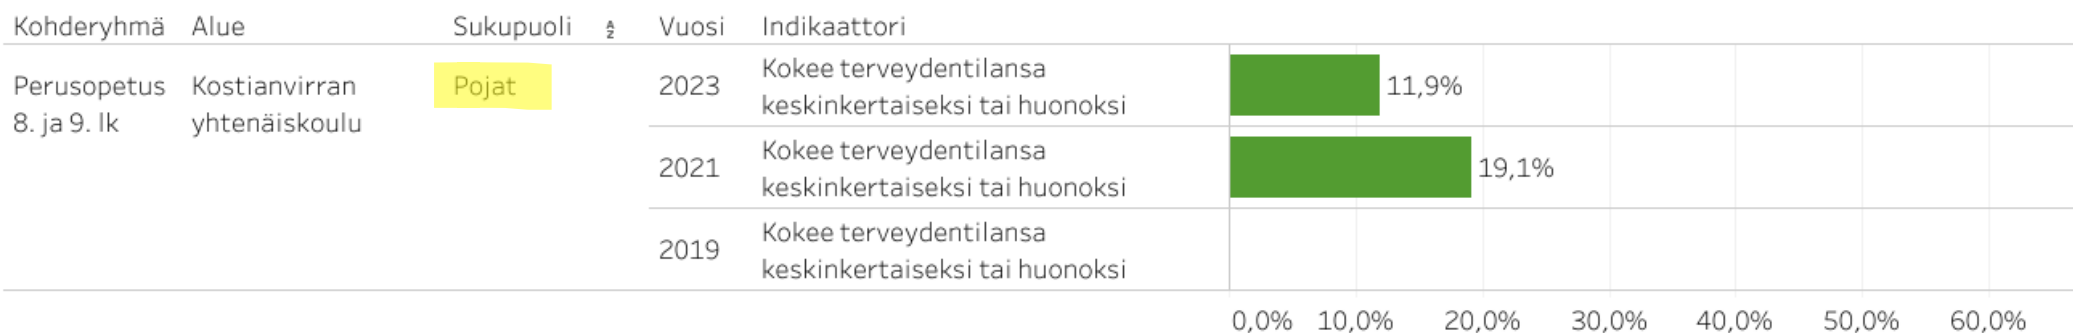 Kohderyhmä Alue Sukupuoli Vuosi Indikaattori
Perusopetus 8. ja 9. lk
Kostianvirran yhtenäiskoulu
Pojat
2023 Kokee terveydentilansa
keskinkertaiseksi tai huonoksi
11,9%
2021 Kokee terveydentilansa
keskinkertaiseksi tai huonoksi
19,1%
2019 Kokee terveydentilansa
keskinkertaiseksi tai huonoksi
0,0% 10,0% 20,0% 30,0% 40,0% 50,0% 60,0%